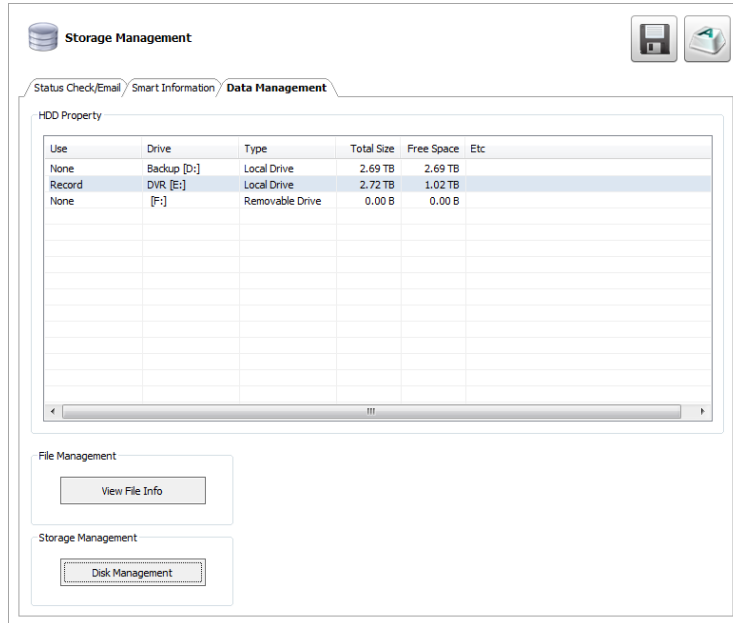 Storage Management
A
Status Check/Email Smart Information Data Management
HDD Property
Use Drive Type Total Size Free Space Etc
None Backup [D:] Local Drive 2.69 TB 2.69 TB
Record DVR [E:] Local Drive 2.72 TB 1.02 TB
None [F:] Removable Drive 0.00 B 0.00 B
File Management
View File Info
Storage Management
Disk Management